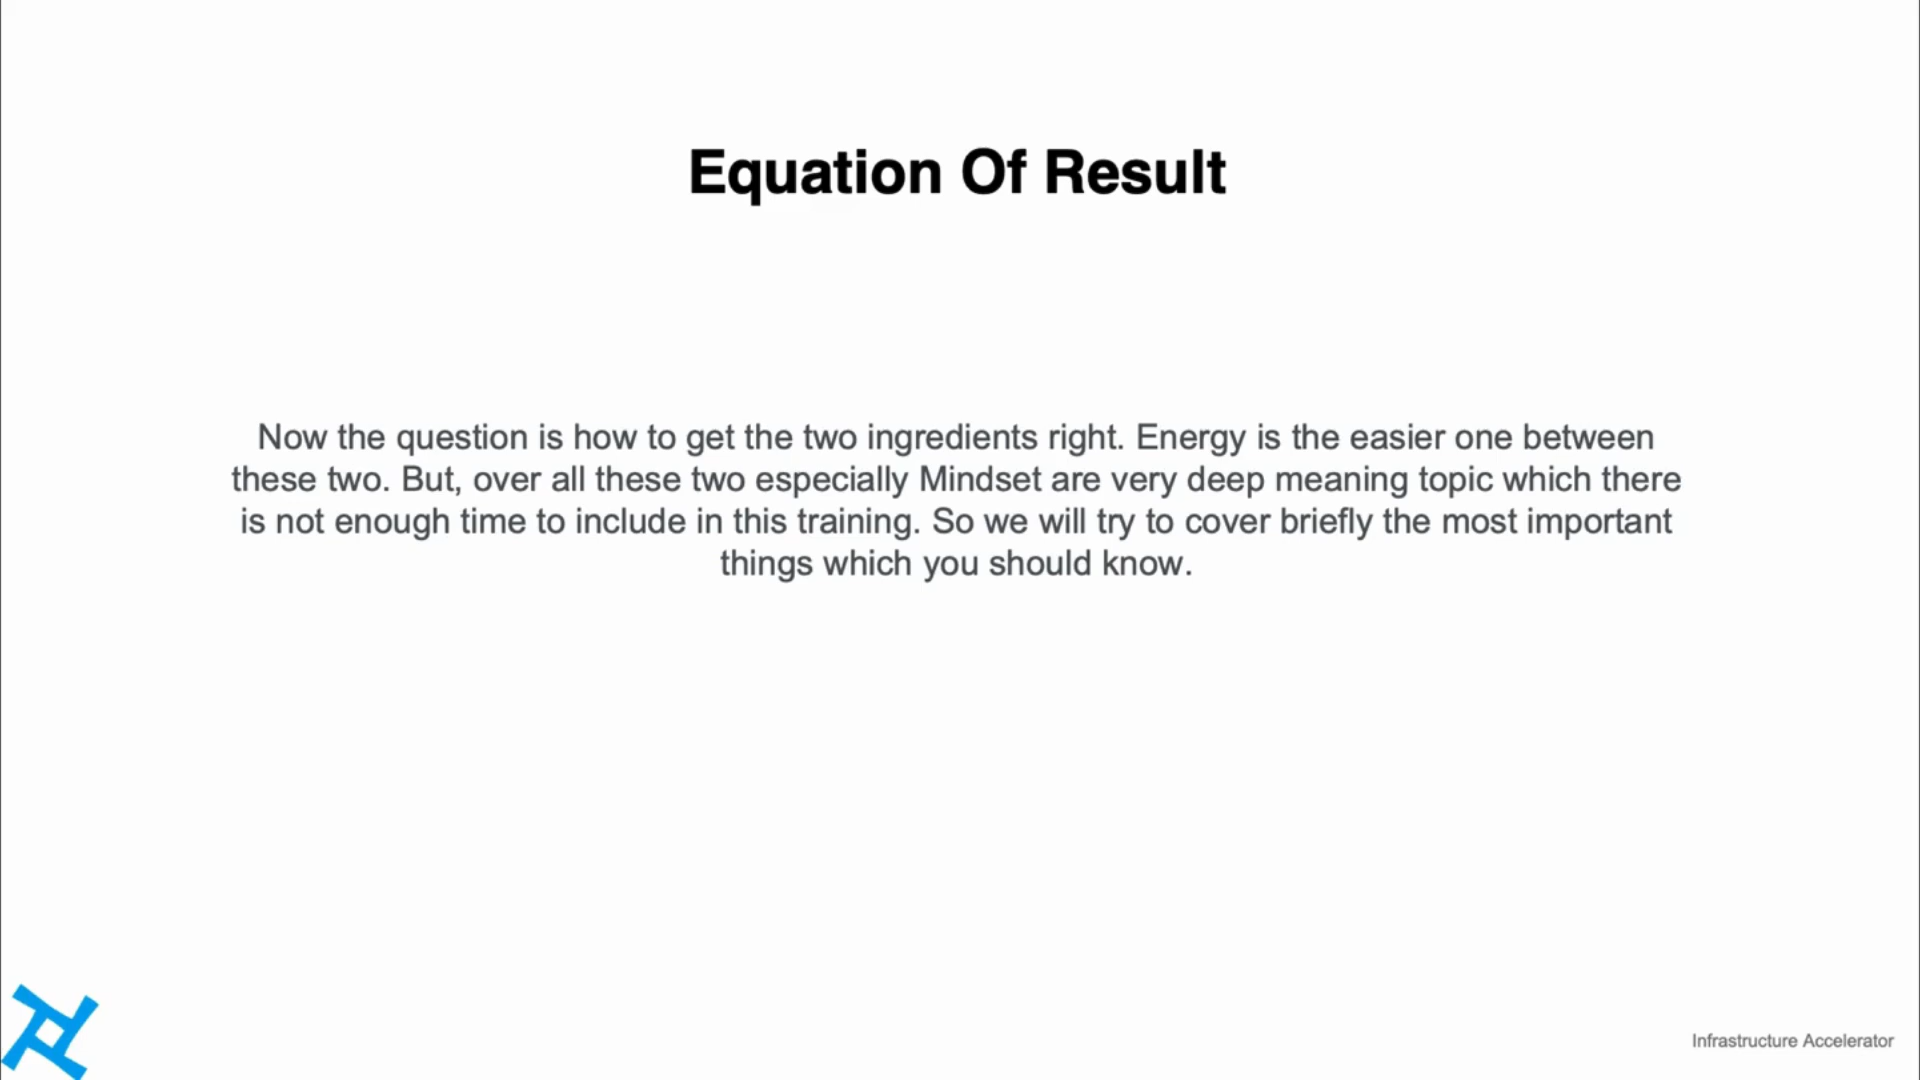 Equation Of Result
Now the question is how to get the two ingredients right. Energy is the easier one between
these two. But, over all these two especially Mindset are very deep meaning topic which there
is not enough time to include in this training. So we will try to cover briefly the most important
things which you should know.
Infrastructure Accelerator